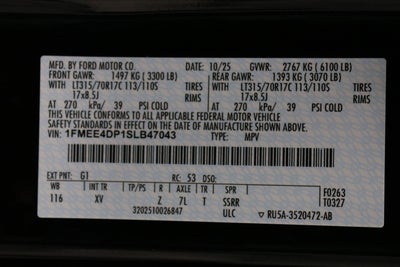 MFD. BY FORD MOTOR CO. DATE: 10/25 GVWR: 2767 KG (6100 LB)
FRONT GAWR: 1497 KG (3300 LB) REAR GAWR: 1393 KG (3070 LB)
WITH LT315/70R17C 113/110S TIRES WITH LT315/70R17C 113/110S TIRES
17x8.5J RIMS 17x8.5J RIMS
AT 270 kPa/ 39 PSI COLD AT 270 kPa/ 39 PSI COLD
THIS VEHICLE CONFORMS TO ALL APPLICABLE FEDERAL MOTOR VEHICLE
SAFETY STANDARDS IN EFFECT ON THE DATE OF MANUFACTURE SHOWN ABOVE.
VIN: 1FMEE4DP1SLB47043 TYPE: MPV
EXT PNT: G1 RC: 53 DSO:
WB INT TR TP/PS R AXLE TR SPR F0263
116 XV Z 7L T SSRR T0327
3202510026847 ULC RU5A-3520472-AB